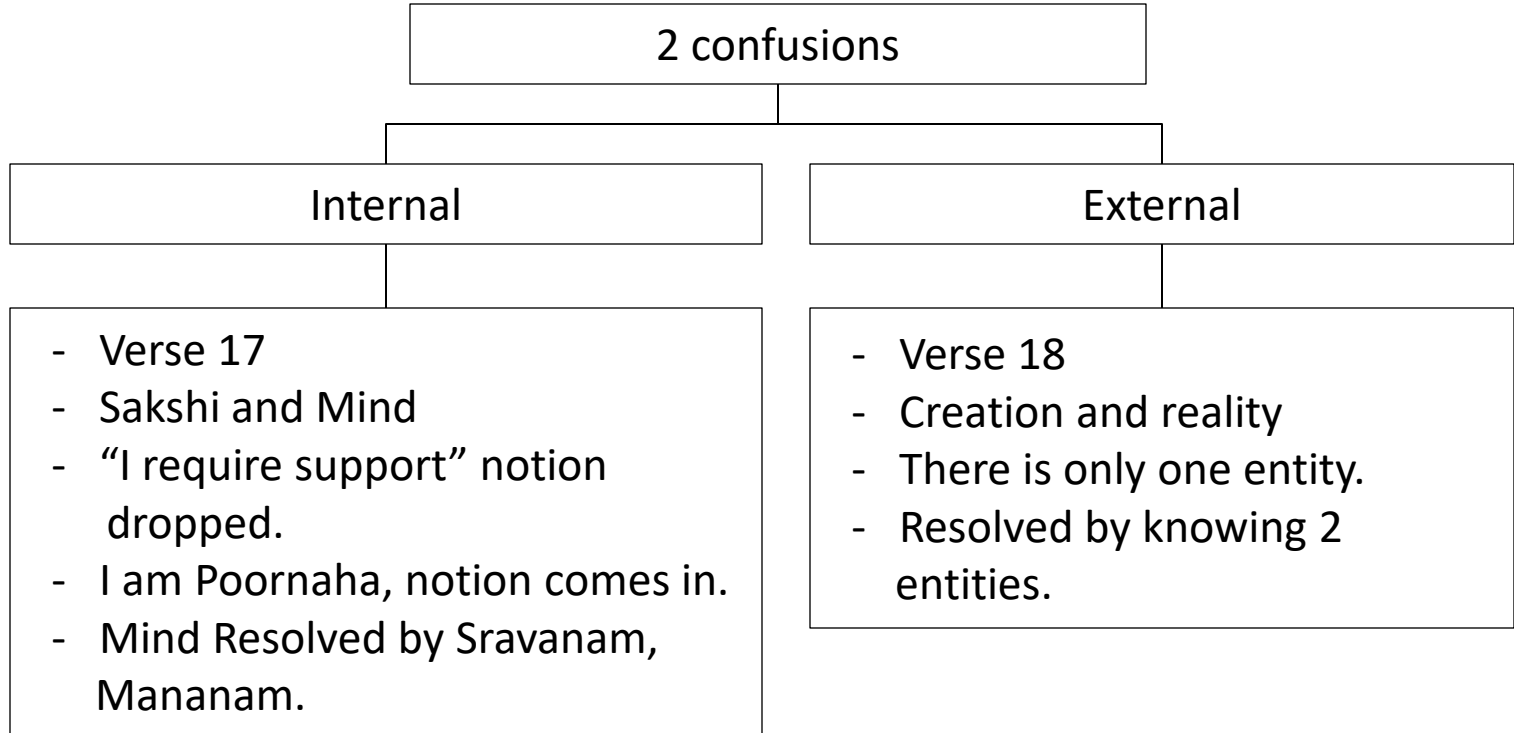 2 confusions
Internal
External
- Verse 17
- Sakshi and Mind
- “I require support” notion
dropped.
- I am Poornaha, notion comes in.
- Mind Resolved by Sravanam,
Mananam.
- Verse 18
- Creation and reality
- There is only one entity.
- Resolved by knowing 2
entities.